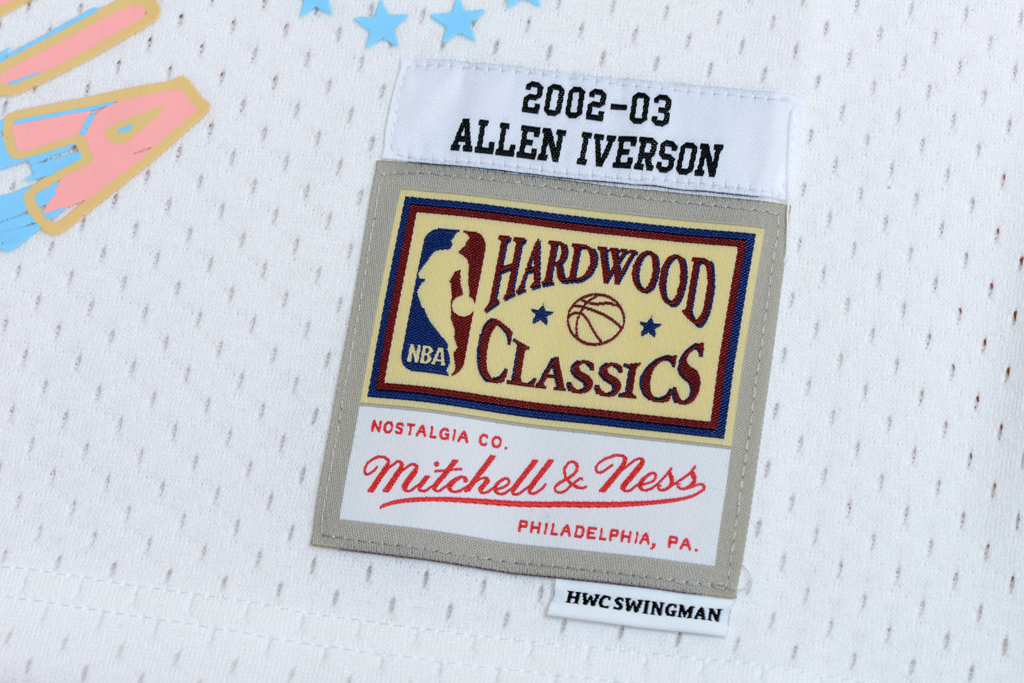 2002-03
ALLEN IVERSON
HARDWOOD
NBA
CLASSICS
NOSTALGIA CO.
Mitchell & Ness
PHILADELPHIA, PA.
HWC SWINGMAN